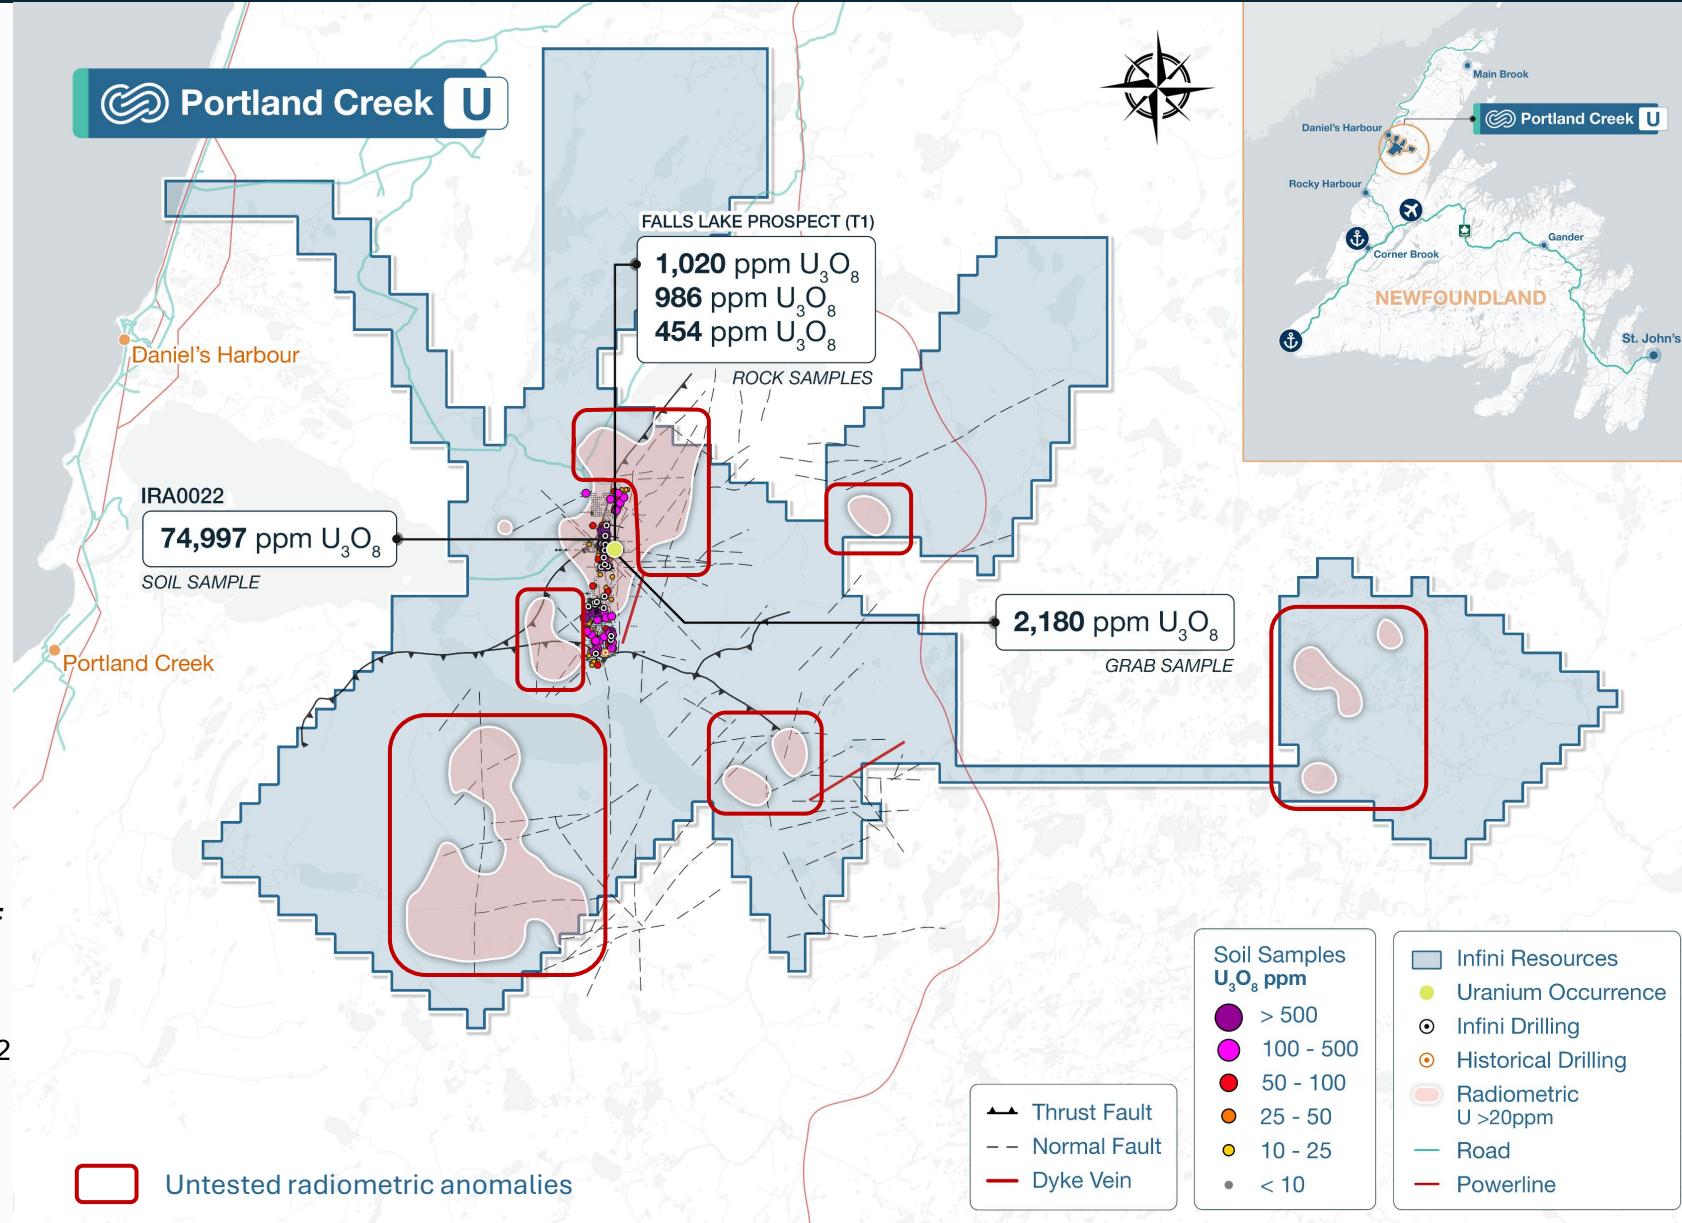 Portland Creek U
Main Brook
Portland Creek U
Daniel's Harbour
Rocky Harbour
Corner Brook
Gander
NEWFOUNDLAND
St. John's
FALLS LAKE PROSPECT (T1)
1,020 ppm U₃O₈
986 ppm U₃O₈
454 ppm U₃O₈
ROCK SAMPLES
Daniel's Harbour
IRA0022
74,997 ppm U₃O₈
SOIL SAMPLE
2,180 ppm U₃O₈
GRAB SAMPLE
Portland Creek
2
Soil Samples
U₃O₈ ppm
> 500
100 - 500
50 - 100
25 - 50
10 - 25
< 10
Infini Resources
Uranium Occurrence
Infini Drilling
Historical Drilling
Radiometric
U >20ppm
Road
Powerline
Thrust Fault
Normal Fault
Dyke Vein
Untested radiometric anomalies